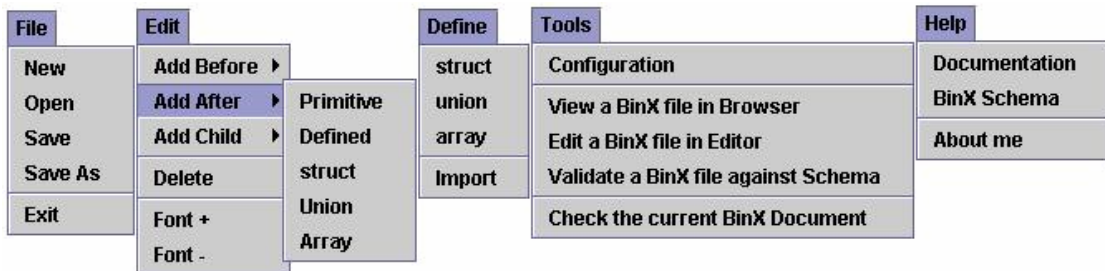 File
New
Open
Save
Save As
Exit
Edit
Add Before
Add After
Add Child
Delete
Font +
Font -
Primitive
Defined
struct
Union
Array
Define
struct
union
array
Import
Tools
Configuration
View a BinX file in Browser
Edit a BinX file in Editor
Validate a BinX file against Schema
Check the current BinX Document
Help
Documentation
BinX Schema
About me